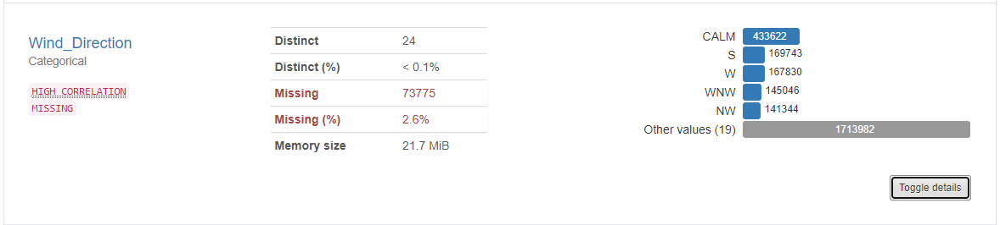 Wind_Direction
Categorical
HIGH CORRELATION
MISSING
Distinct 24
Distinct (%) < 0.1%
Missing 73775
Missing (%) 2.6%
Memory size 21.7 MiB
CALM 433622
S 169743
W 167830
WNW 145046
NW 141344
Other values (19) 1713982
Toggle details